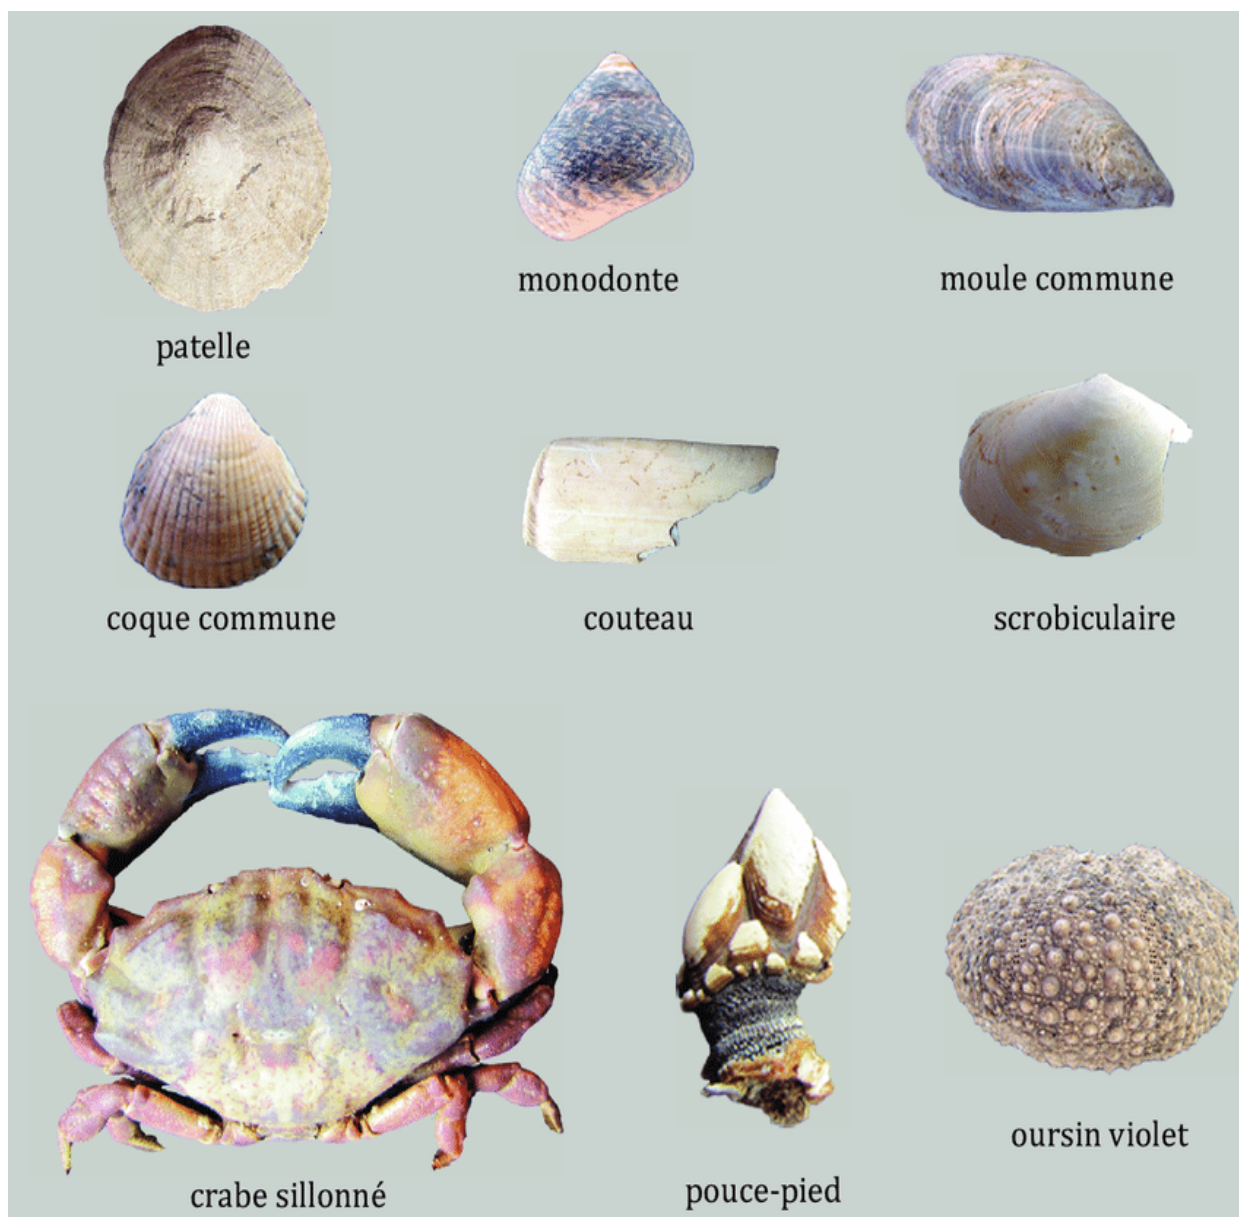 patelle
monodonte
moule commune
coque commune
couteau
scrobiculaire
crabe sillonné
pouce-pied
oursin violet